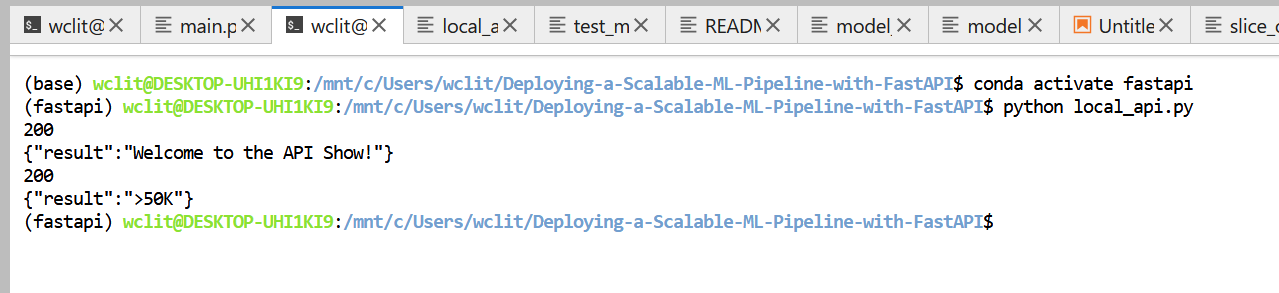 wclit@ main.p wclit@ local_a test_m READM model_ model Untitle slice_
(base) wclit@DESKTOP-UHI1KI9:/mnt/c/Users/wclit/Deploying-a-Scalable-ML-Pipeline-with-FastAPI$ conda activate fastapi
(fastapi) wclit@DESKTOP-UHI1KI9:/mnt/c/Users/wclit/Deploying-a-Scalable-ML-Pipeline-with-FastAPI$ python local_api.py
200
{"result":"Welcome to the API Show!"}
200
{"result":">50K"}
(fastapi) wclit@DESKTOP-UHI1KI9:/mnt/c/Users/wclit/Deploying-a-Scalable-ML-Pipeline-with-FastAPI$